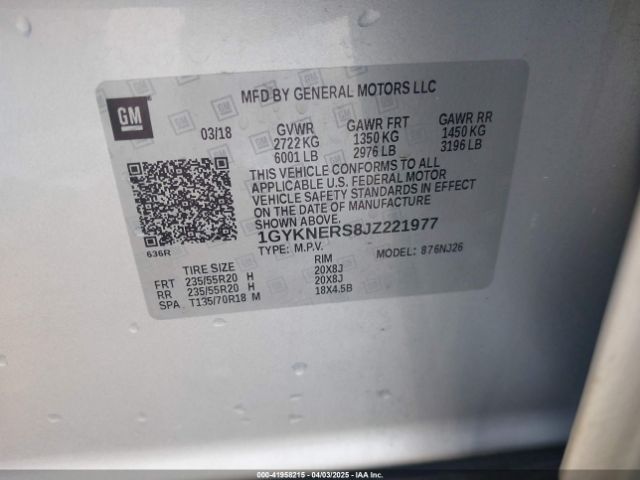 MFD BY GENERAL MOTORS LLC
GM
03/18 GVWR GAWR FRT GAWR RR
2722 KG 1350 KG 1450 KG
6001 LB 2976 LB 3196 LB
THIS VEHICLE CONFORMS TO ALL
APPLICABLE U.S. FEDERAL MOTOR
VEHICLE SAFETY STANDARDS IN EFFECT
ON THE DATE OF MANUFACTURE
SHOWN ABOVE.
636R
1GYKNERS8JZ221977
TYPE: M.P.V. MODEL: 876NJ26
TIRE SIZE RIM
FRT 235/55R20 H 20X8J
RR 235/55R20 H 20X8J
SPA T135/70R18 M 18X4.5B
000-41958215 - 04/03/2025 - IAA Inc.